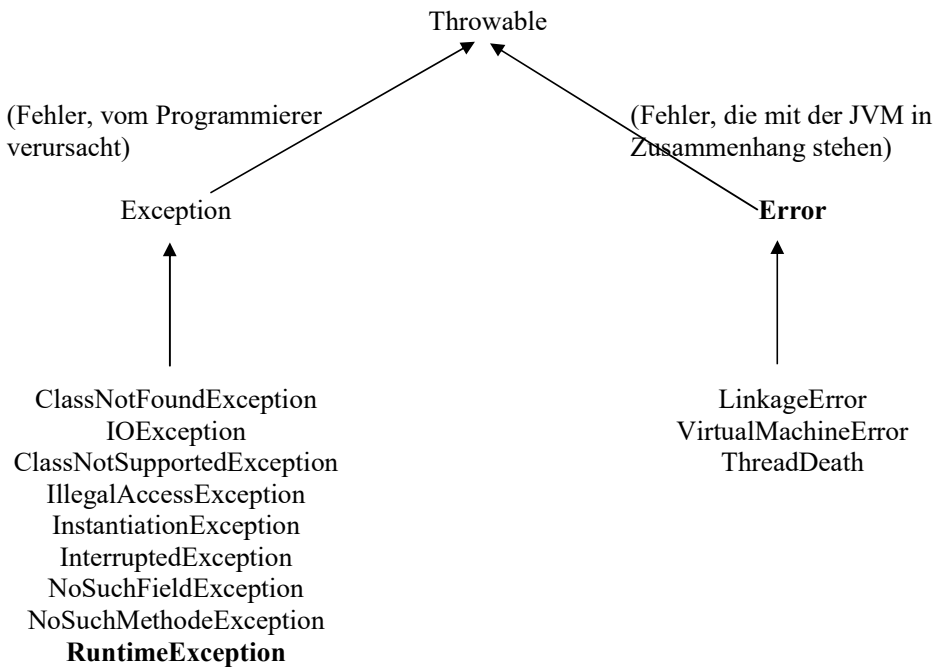 Throwable
(Fehler, vom Programmierer
verursacht)
(Fehler, die mit der JVM in
Zusammenhang stehen)
Exception
Error
ClassNotFoundException
IOException
ClassNotSupportedException
IllegalAccessException
InstantiationException
InterruptedException
NoSuchFieldException
NoSuchMethodeException
RuntimeException
LinkageError
VirtualMachineError
ThreadDeath